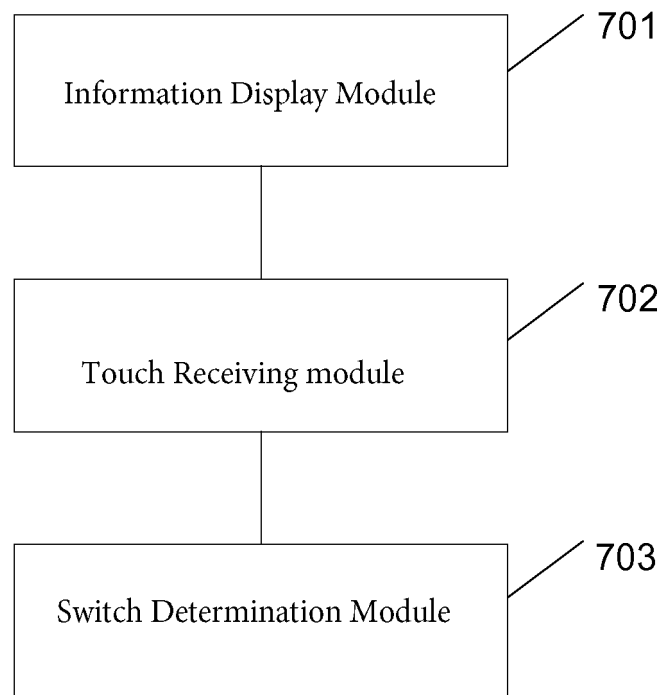 701
Information Display Module
702
Touch Receiving module
703
Switch Determination Module